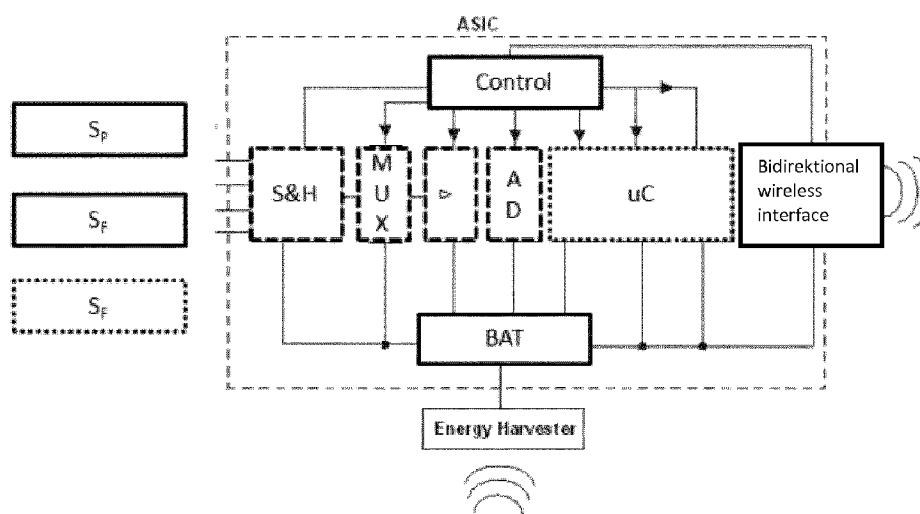 ASIC
Control
S_P
S_F
S_F
S&H
M
U
X
▷
A
D
uC
Bidirektional
wireless
interface
BAT
Energy Harvester